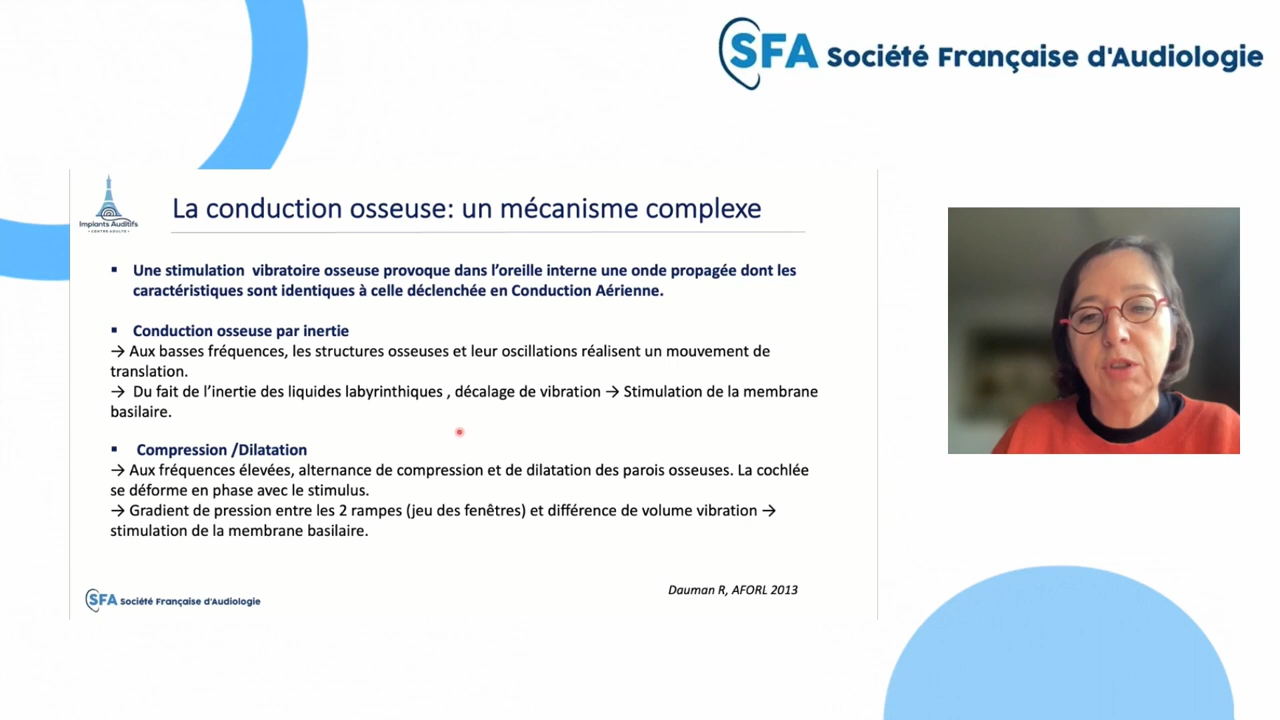 SFA Société Française d'Audiologie
Implants Auditifs
• CENTRE ADULTE •
La conduction osseuse: un mécanisme complexe
▪ Une stimulation vibratoire osseuse provoque dans l'oreille interne une onde propagée dont les
caractéristiques sont identiques à celle déclenchée en Conduction Aérienne.
▪ Conduction osseuse par inertie
→ Aux basses fréquences, les structures osseuses et leur oscillations réalisent un mouvement de
translation.
→ Du fait de l'inertie des liquides labyrinthiques , décalage de vibration → Stimulation de la membrane
basilaire.
▪ Compression /Dilatation
→ Aux fréquences élevées, alternance de compression et de dilatation des parois osseuses. La cochlée
se déforme en phase avec le stimulus.
→ Gradient de pression entre les 2 rampes (jeu des fenêtres) et différence de volume vibration →
stimulation de la membrane basilaire.
Dauman R, AFORL 2013
SFA Société Française d'Audiologie